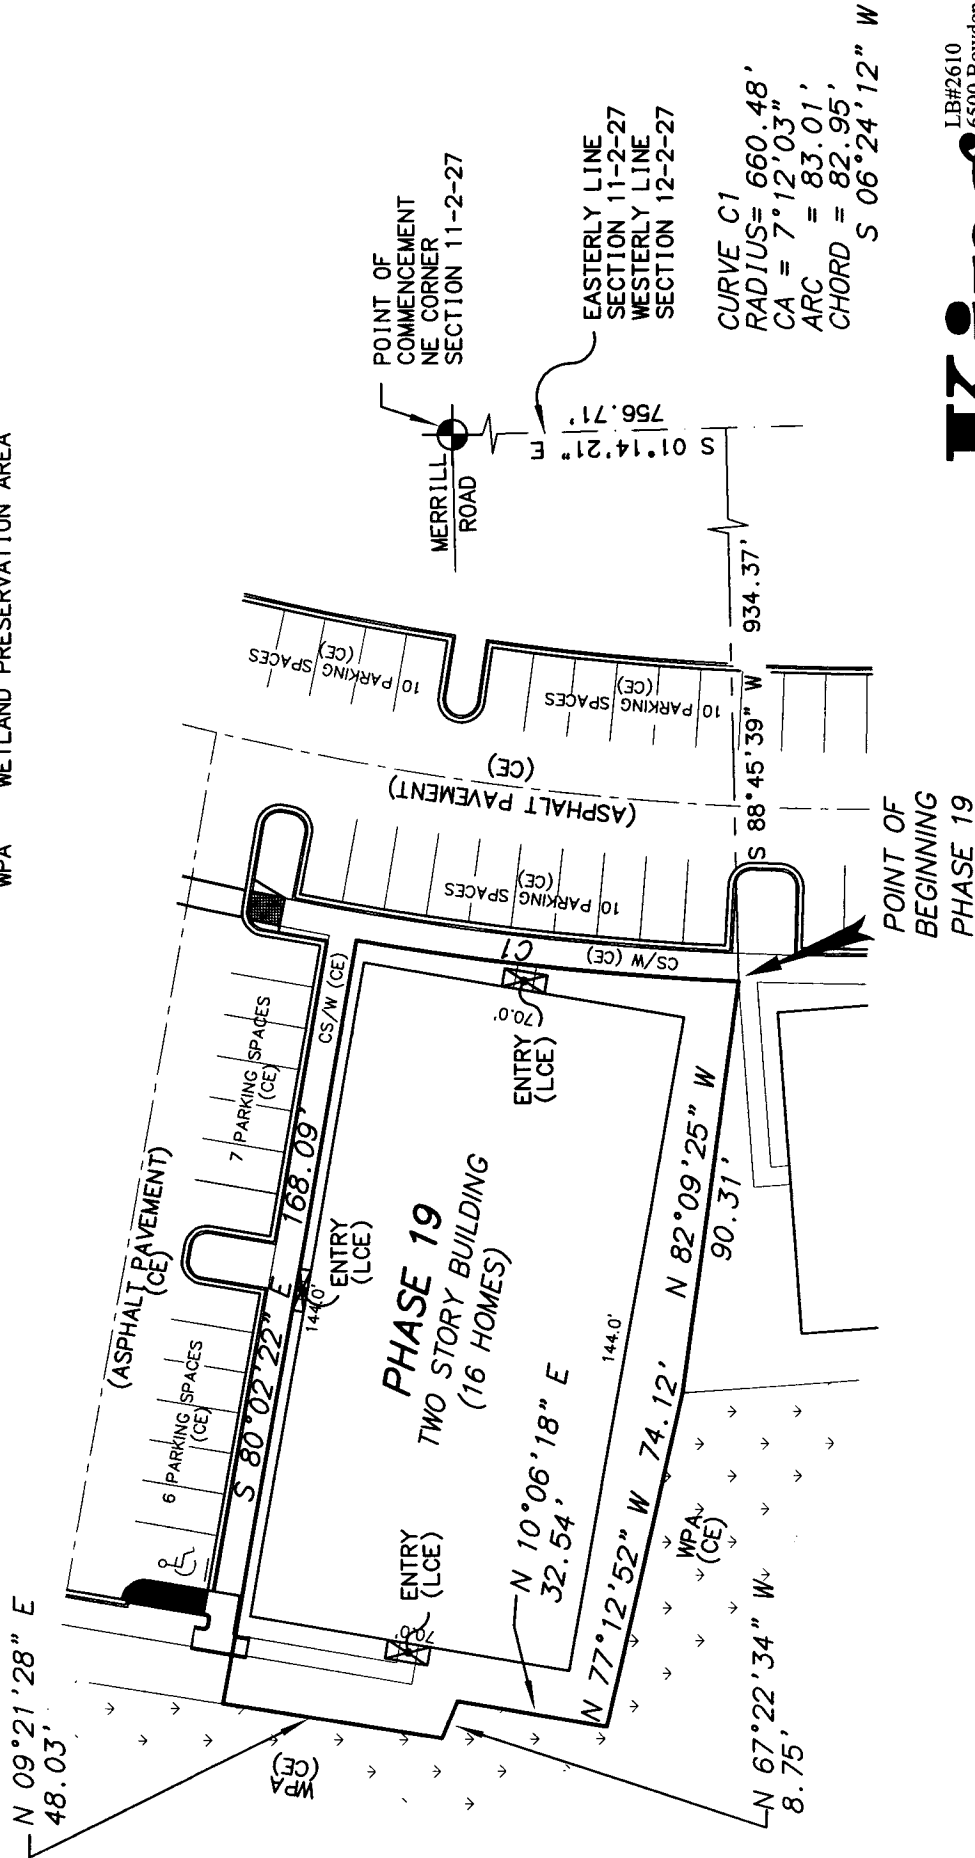 WPA WETLAND PRESERVATION AREA
N 09°21'28" E
48.03'
(ASPHALT PAVEMENT)
(CE)
6 PARKING SPACES
(CE)
7 PARKING SPACES
(CE)
S 80°02'22" E 168.09'
CS/W (CE)
144.0'
ENTRY
(LCE)
ENTRY
(LCE)
70.0'
PHASE 19
TWO STORY BUILDING
(16 HOMES)
ENTRY
(LCE)
(70.0'
C1
CS/W (CE)
N 10°06'18" E
32.54'
144.0'
N 77°12'52" W 74.12'
N 82°09'25" W
90.31'
WPA
(CE)
WPA
(CE)
N 67°22'34" W
8.75'
10 PARKING SPACES
(CE)
(ASPHALT PAVEMENT)
(CE)
10 PARKING SPACES
(CE)
10 PARKING SPACES
(CE)
S 88°45'39" W 934.37'
POINT OF
BEGINNING
PHASE 19
MERRILL
ROAD
POINT OF
COMMENCEMENT
NE CORNER
SECTION 11-2-27
S 01°14'21" E
756.71'
EASTERLY LINE
SECTION 11-2-27
WESTERLY LINE
SECTION 12-2-27
CURVE C1
RADIUS= 660.48'
CA = 7°12'03"
ARC = 83.01'
CHORD = 82.95'
S 06°24'12" W
LB#2610